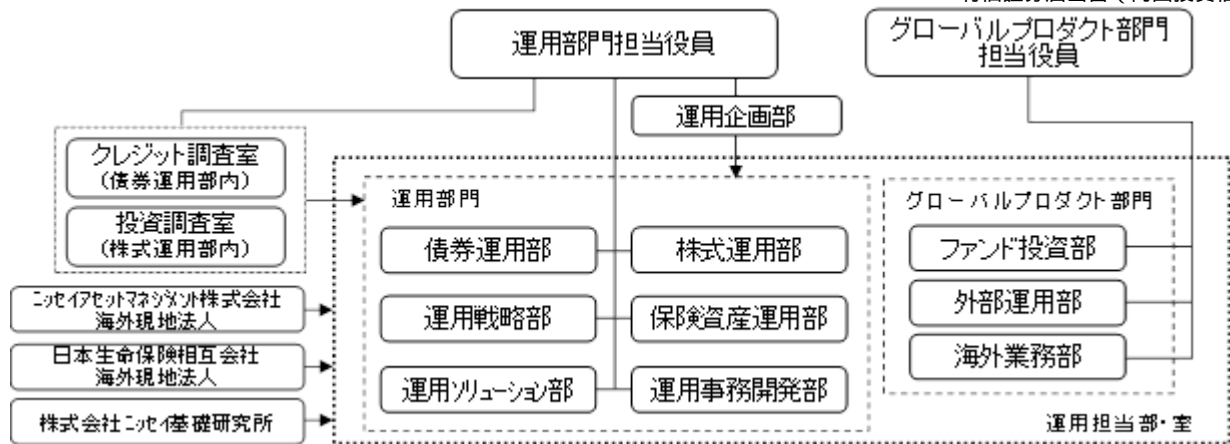 運用部門担当役員
グローバルプロダクト部門
担当役員
運用企画部
クレジット調査室
(債券運用部内)
投資調査室
(株式運用部内)
運用部門
債券運用部
株式運用部
運用戦略部
保険資産運用部
運用ソリューション部
運用事務開発部
グローバルプロダクト部門
ファンド投資部
外部運用部
海外業務部
ニッセイアセットマネジメント株式会社
海外現地法人
日本生命保険相互会社
海外現地法人
株式会社ニッセイ基礎研究所
運用担当部・室